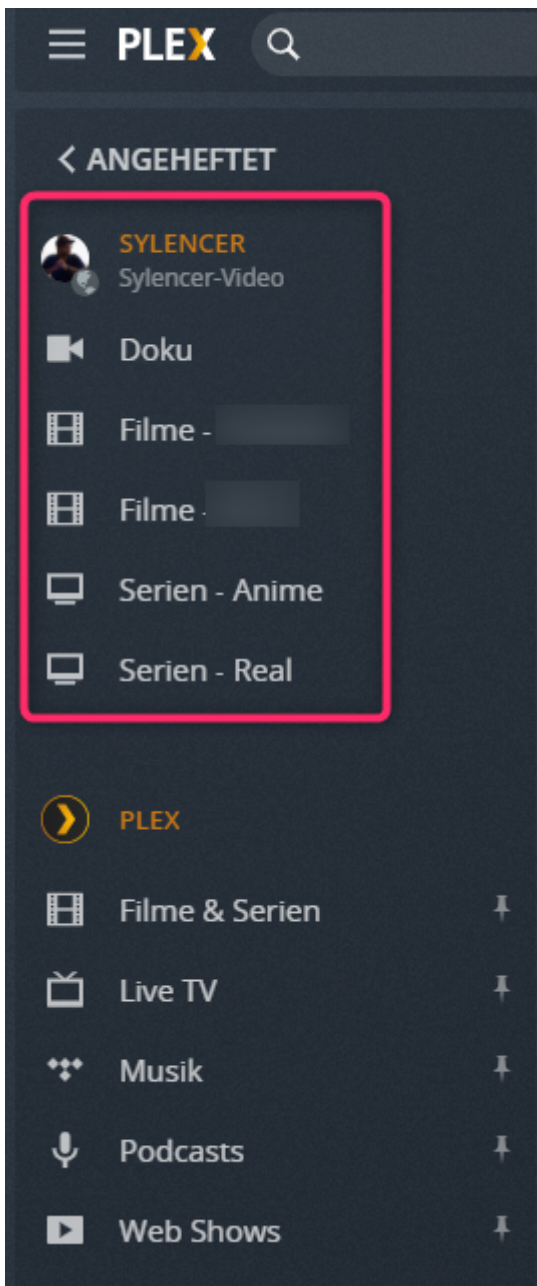 PLEX
ANGEHEFTET
SYLENCER
Sylencer-Video
Doku
Filme -
Filme -
Serien - Anime
Serien - Real
PLEX
Filme & Serien
Live TV
Musik
Podcasts
Web Shows